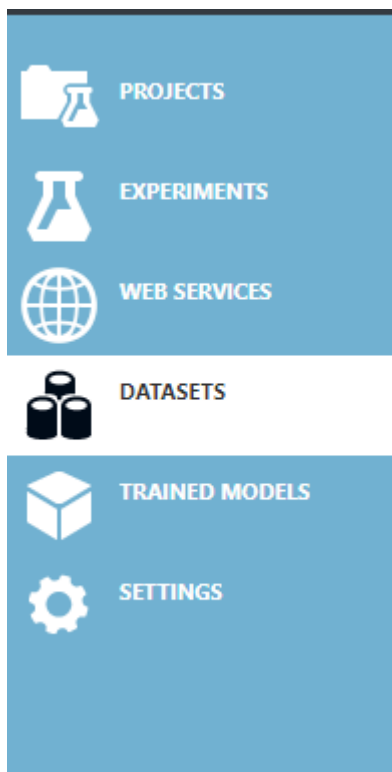 PROJECTS
EXPERIMENTS
WEB SERVICES
DATASETS
TRAINED MODELS
SETTINGS